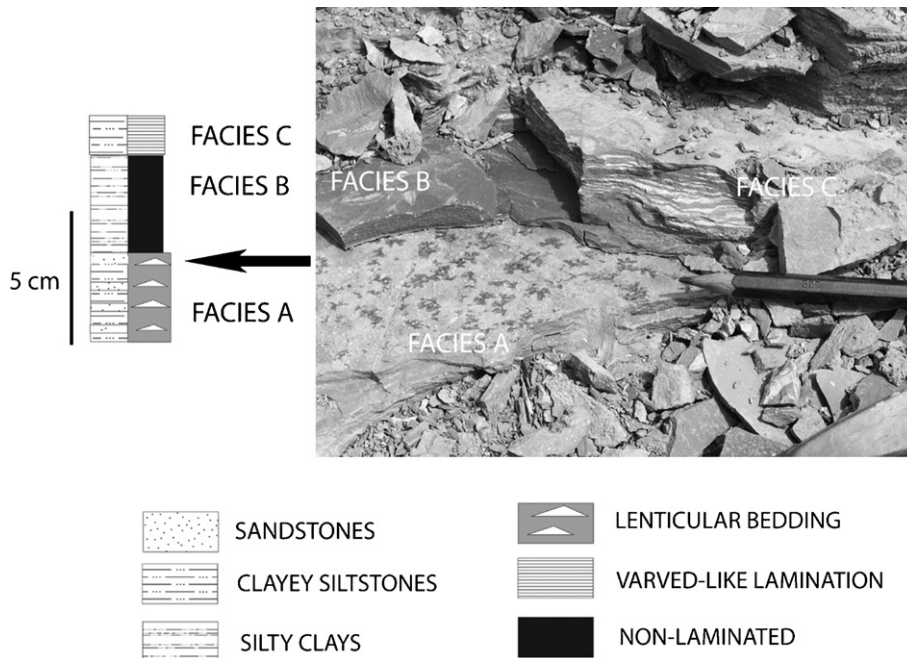 FACIES C
FACIES B
5 cm
FACIES A
FACIES B
FACIES C
FACIES A
SANDSTONES
CLAYEY SILTSTONES
SILTY CLAYS
LENTICULAR BEDDING
VARVED-LIKE LAMINATION
NON-LAMINATED